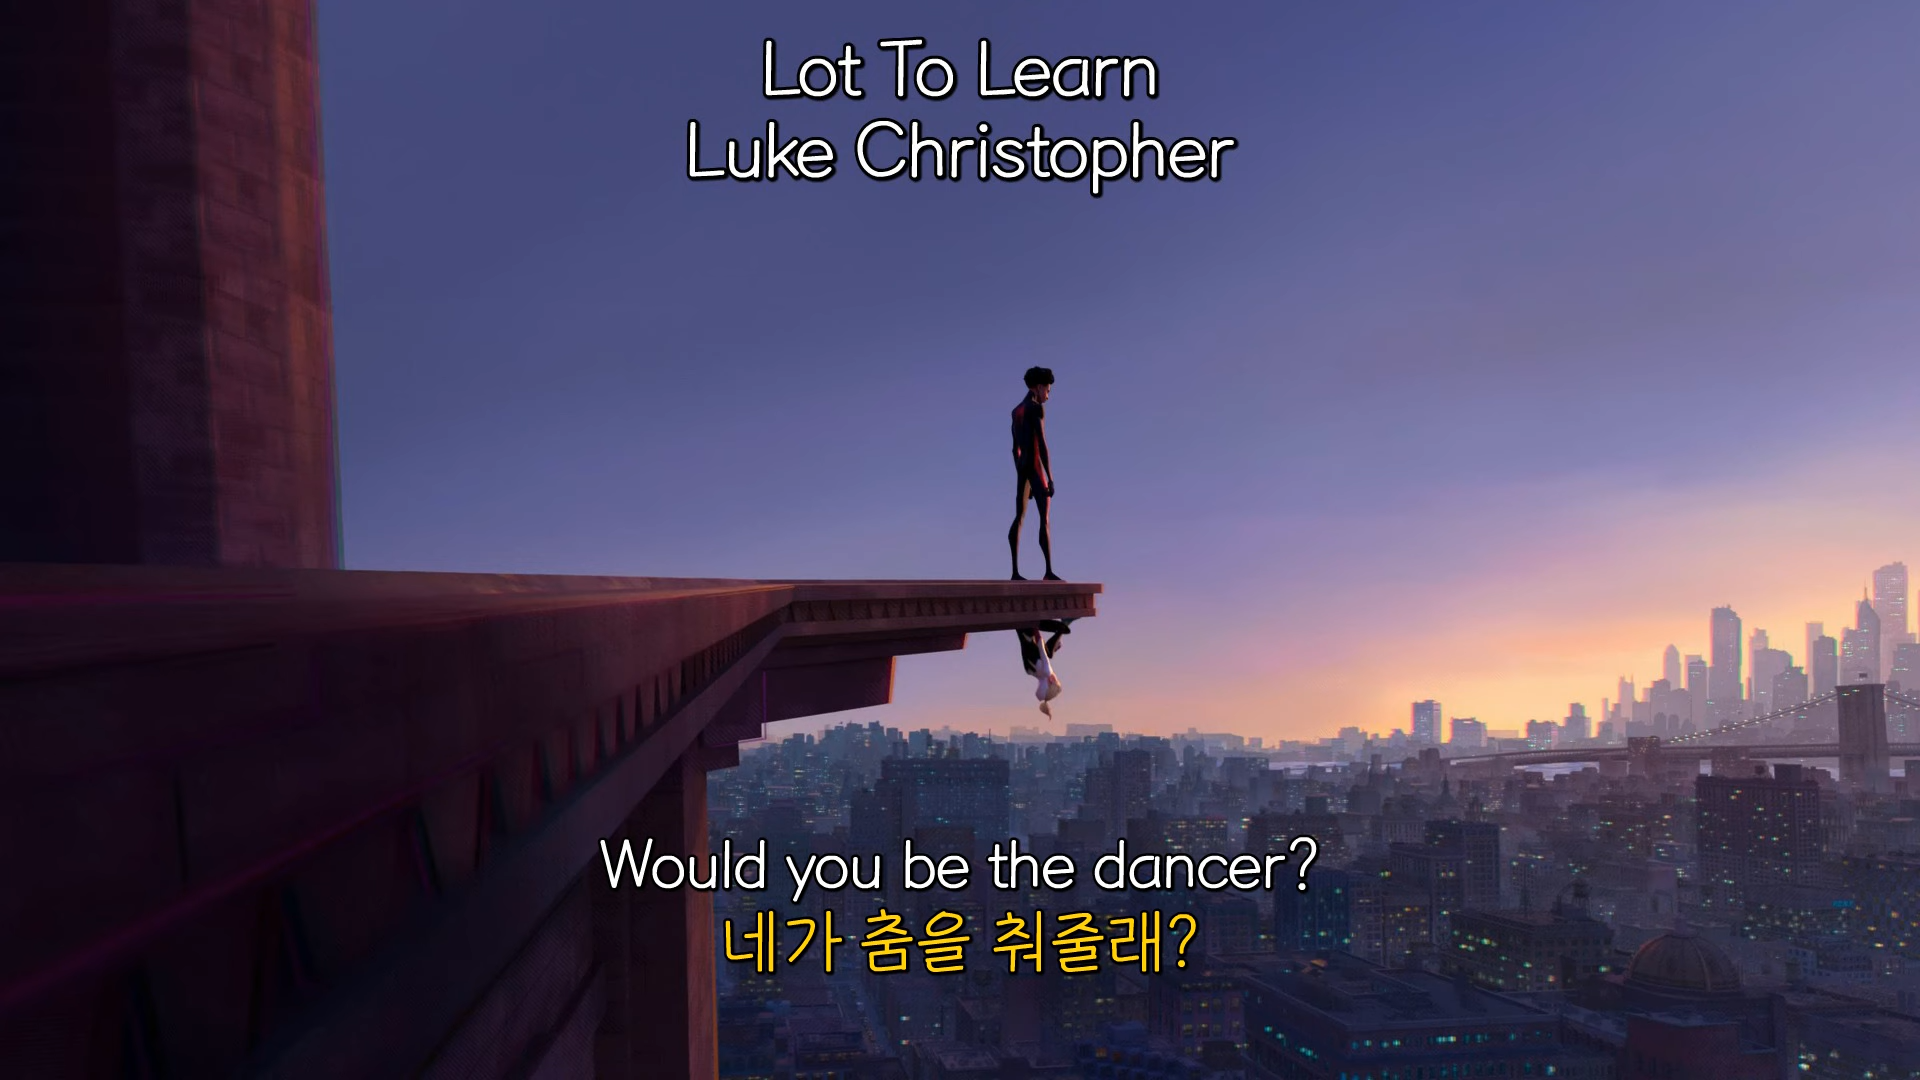 Lot To Learn
Luke Christopher
Would you be the dancer?
네가 춤을 춰줄래?